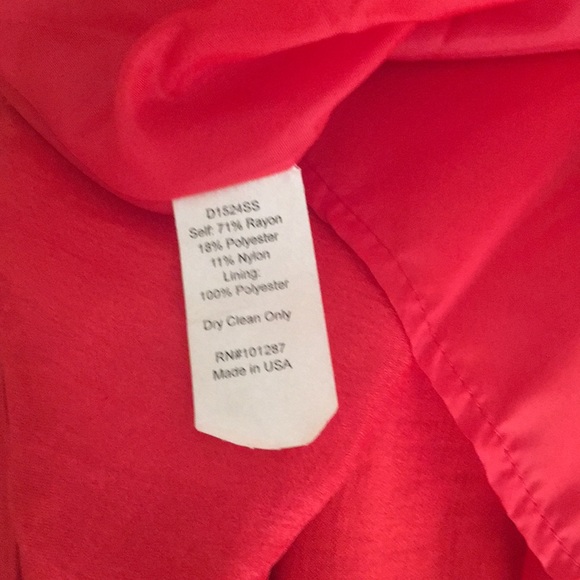 D1524SS
Self: 71% Rayon
18% Polyester
11% Nylon
Lining:
100% Polyester
Dry Clean Only
RN#101287
Made in USA